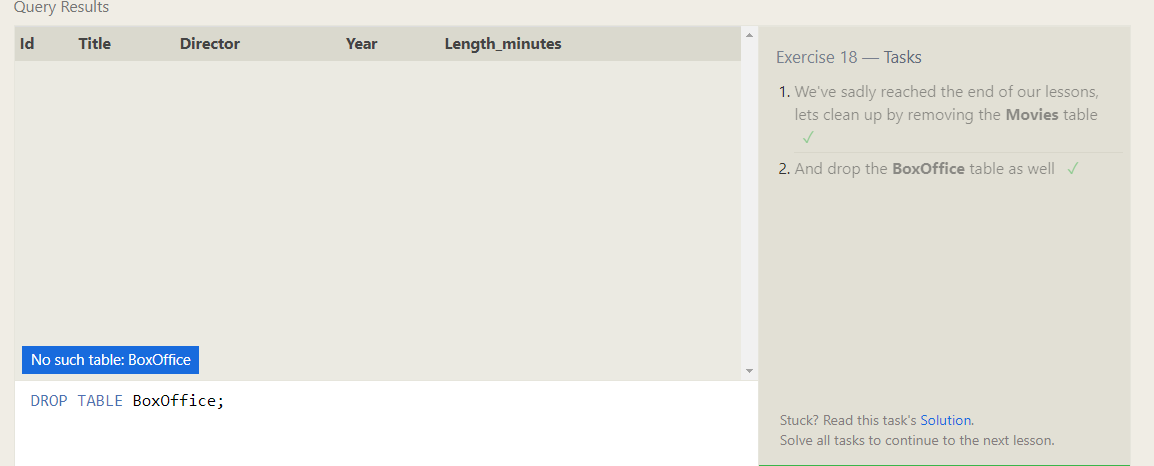 Query Results
Id Title Director Year Length_minutes
No such table: BoxOffice
DROP TABLE BoxOffice;
Exercise 18 — Tasks
1. We've sadly reached the end of our lessons,
lets clean up by removing the Movies table
✓
2. And drop the BoxOffice table as well ✓
Stuck? Read this task's Solution.
Solve all tasks to continue to the next lesson.